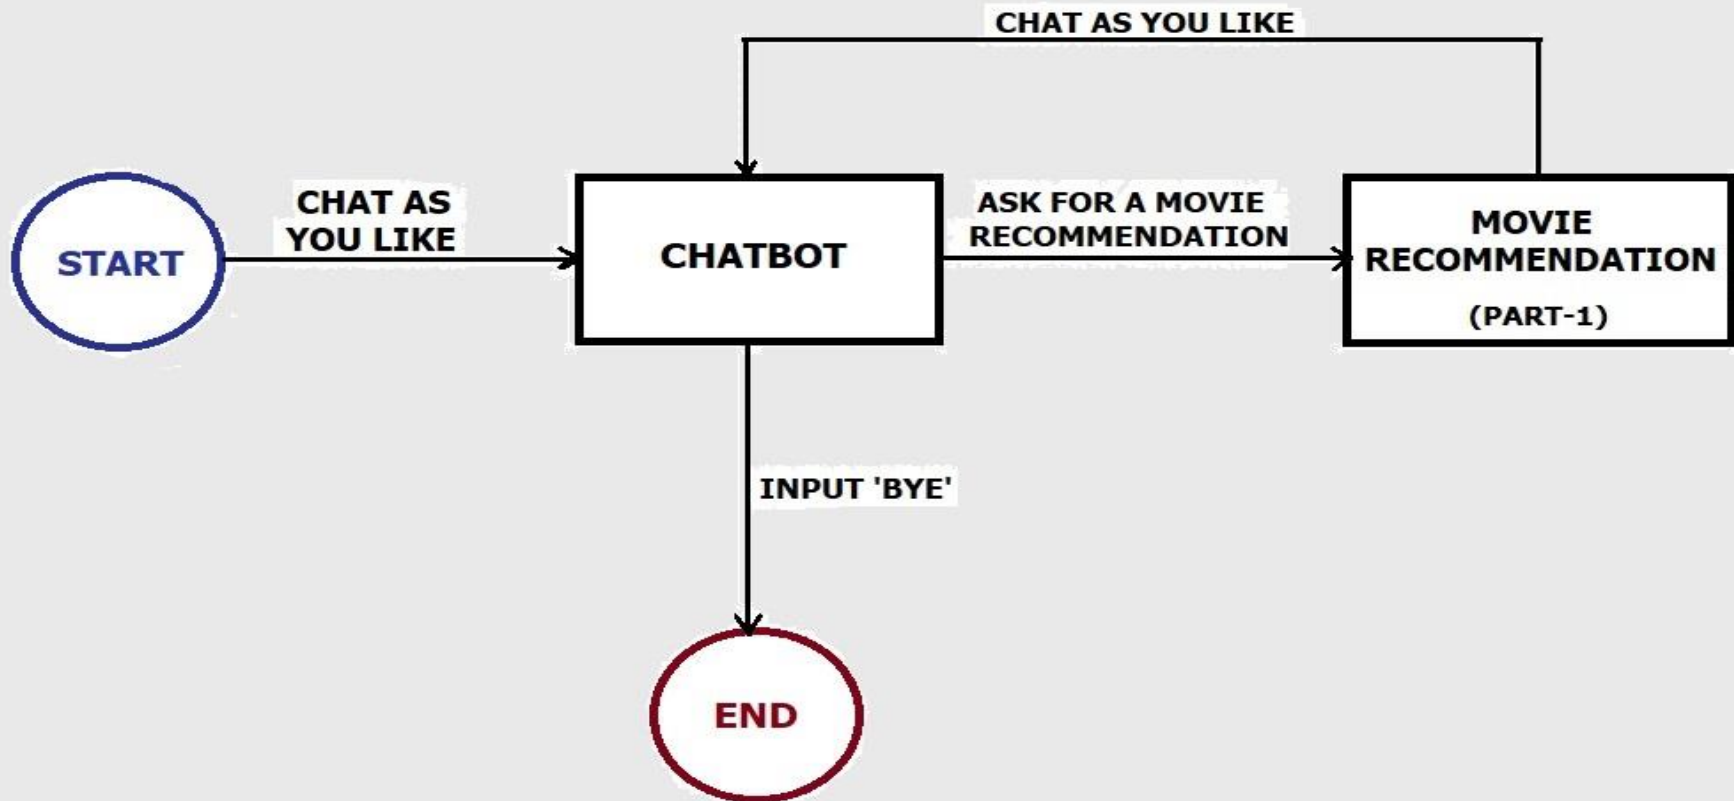 CHAT AS YOU LIKE
START
CHAT AS
YOU LIKE
CHATBOT
ASK FOR A MOVIE
RECOMMENDATION
MOVIE
RECOMMENDATION
(PART-1)
INPUT 'BYE'
END